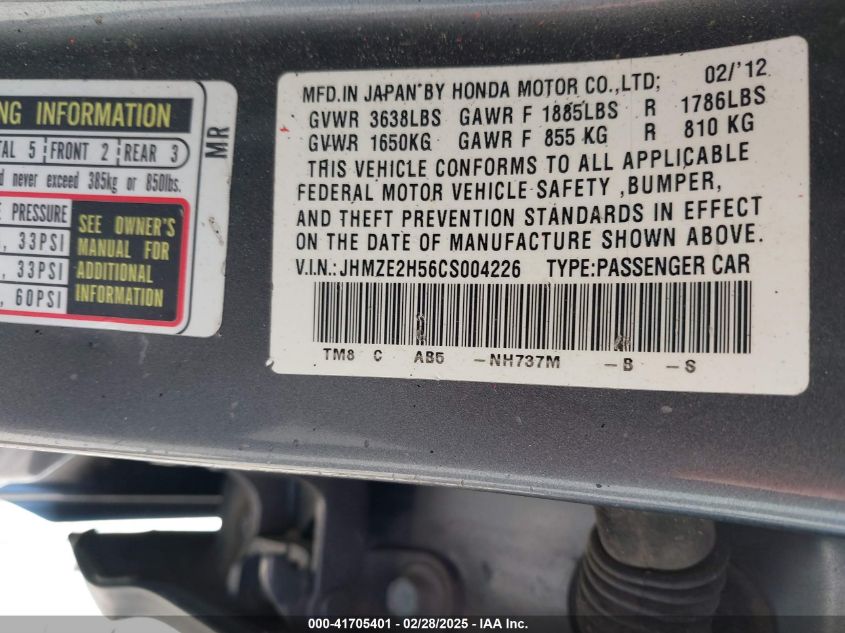 NG INFORMATION
TAL 5 FRONT 2 REAR 3
d never exceed 385kg or 850lbs.
E PRESSURE
, 33PSI
, 33PSI
, 60PSI
SEE OWNER'S
MANUAL FOR
ADDITIONAL
INFORMATION
MR
MFD.IN JAPAN BY HONDA MOTOR CO.,LTD; 02/'12
GVWR 3638LBS GAWR F 1885LBS R 1786LBS
GVWR 1650KG GAWR F 855 KG R 810 KG
THIS VEHICLE CONFORMS TO ALL APPLICABLE
FEDERAL MOTOR VEHICLE SAFETY ,BUMPER,
AND THEFT PREVENTION STANDARDS IN EFFECT
ON THE DATE OF MANUFACTURE SHOWN ABOVE.
V.I.N.: JHMZE2H56CS004226 TYPE:PASSENGER CAR
TM8 C AB5 -NH737M -B -S
000-41705401 - 02/28/2025 - IAA Inc.